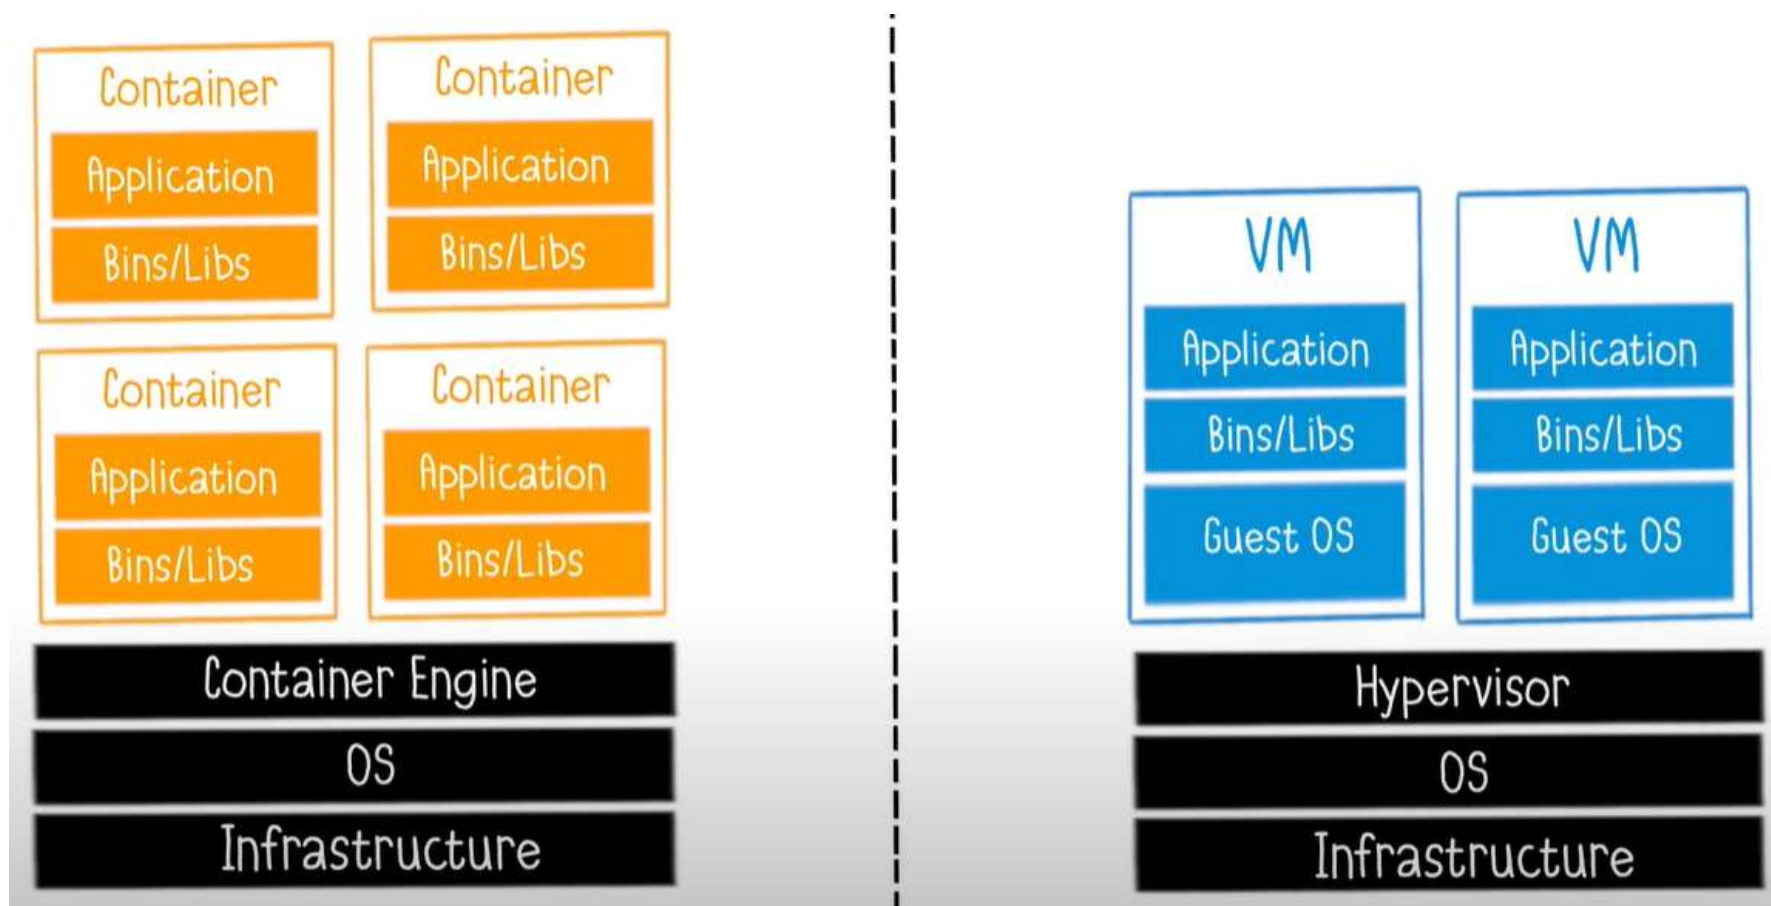 Container
Application
Bins/Libs
Container
Application
Bins/Libs
Container
Application
Bins/Libs
Container
Application
Bins/Libs
Container Engine
OS
Infrastructure
VM
Application
Bins/Libs
Guest OS
VM
Application
Bins/Libs
Guest OS
Hypervisor
OS
Infrastructure